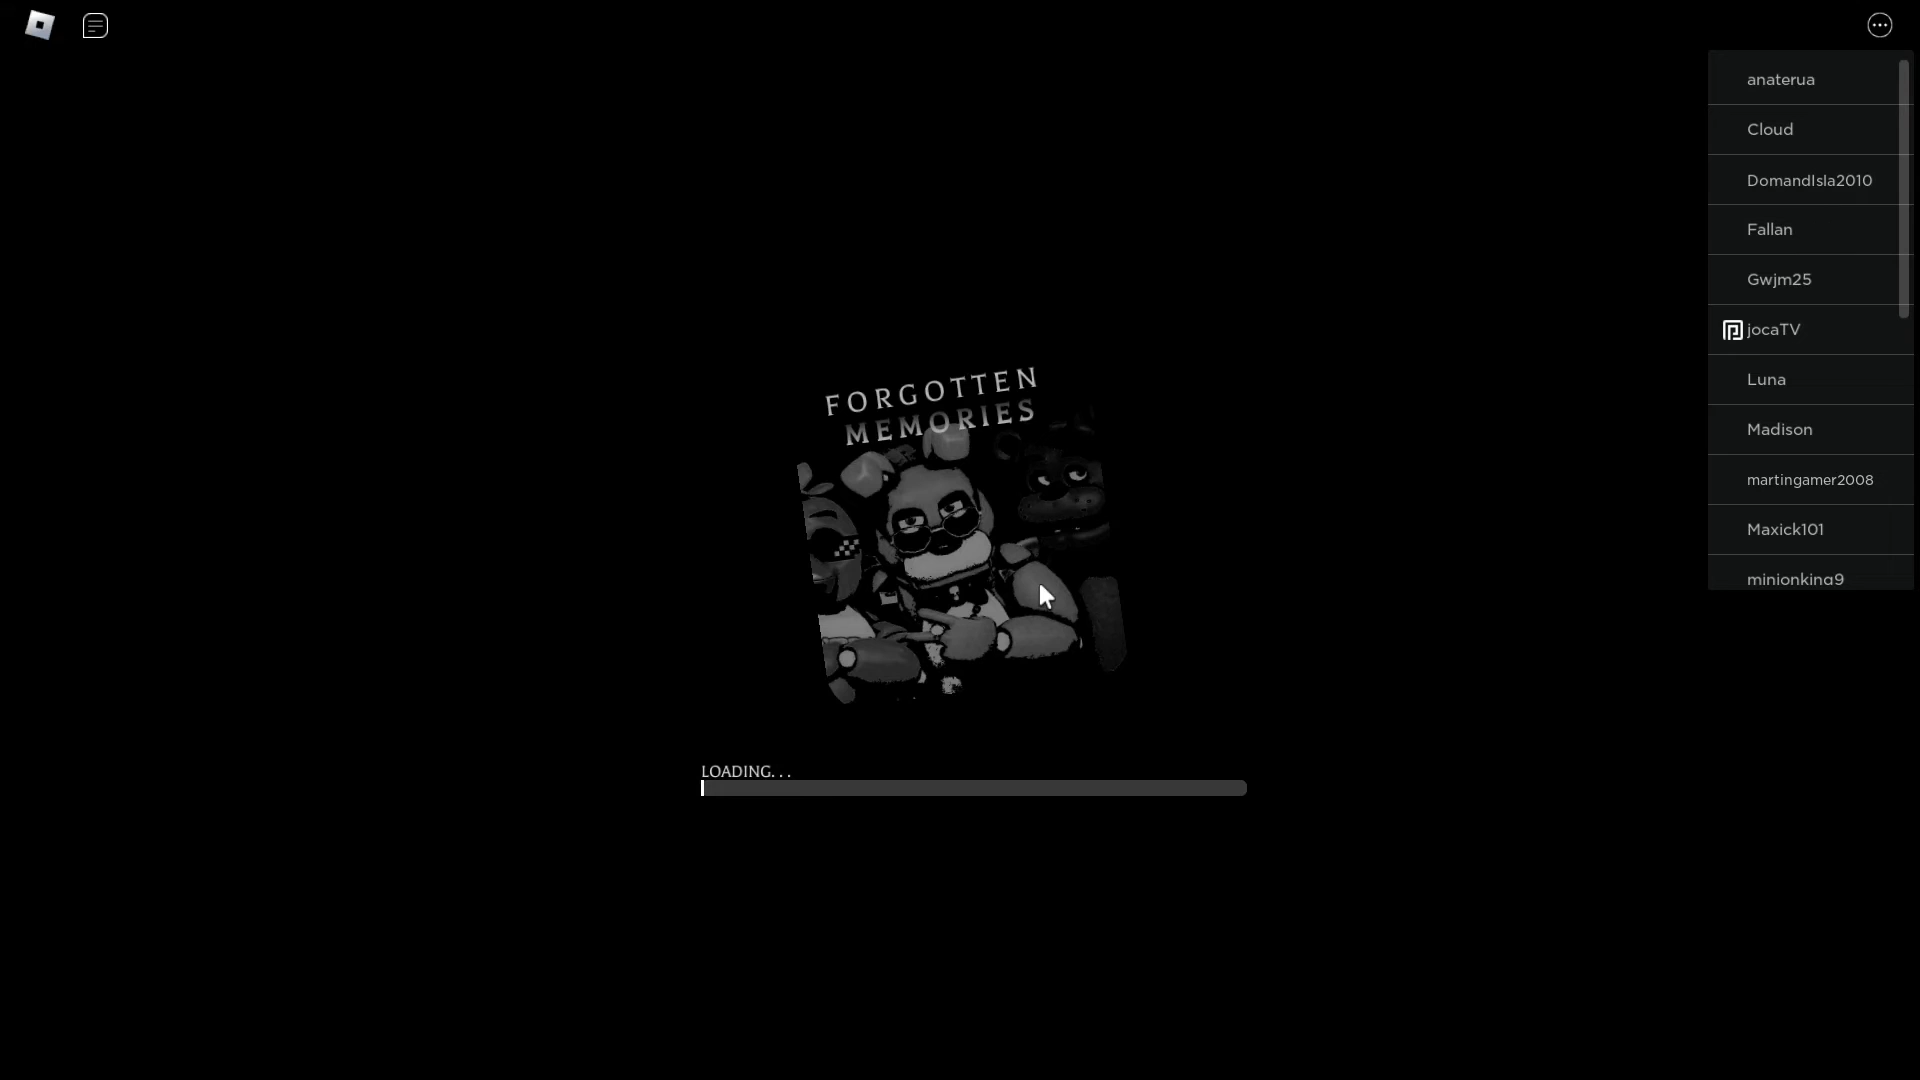 anaterua
Cloud
DomandIsla2010
Fallan
Gwjm25
jocaTV
Luna
Madison
martingamer2008
Maxick101
minionking9
FORGOTTEN
MEMORIES
LOADING...